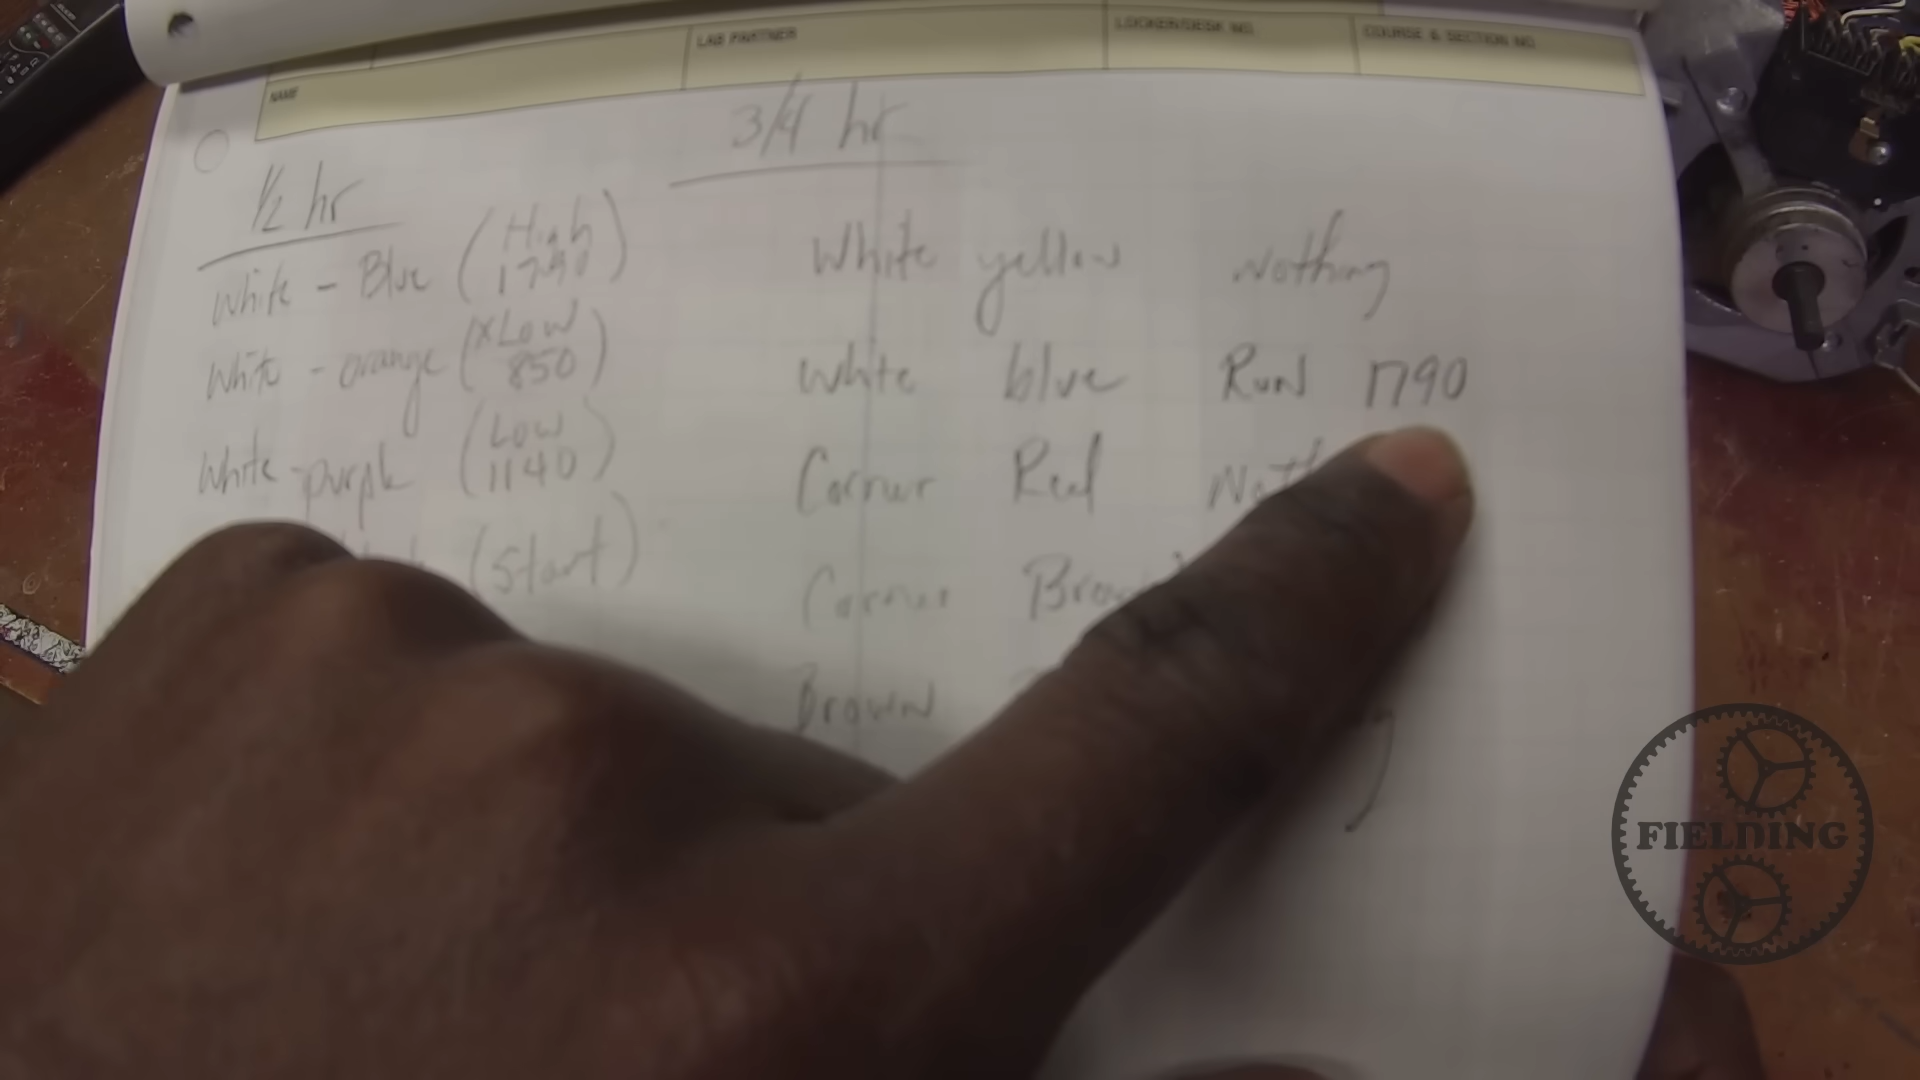 LAB PARTNER
LOCKER/DESK NO.
COURSE & SECTION NO.
NAME
1/2 hr
White - Blue (High 1790)
White - orange (XLow 850)
White - purple (Low 1140)
(Start)
3/4 hr
White yellow Nothing
White blue Run 1790
Corner Red
Corner
Brown
FIELDING